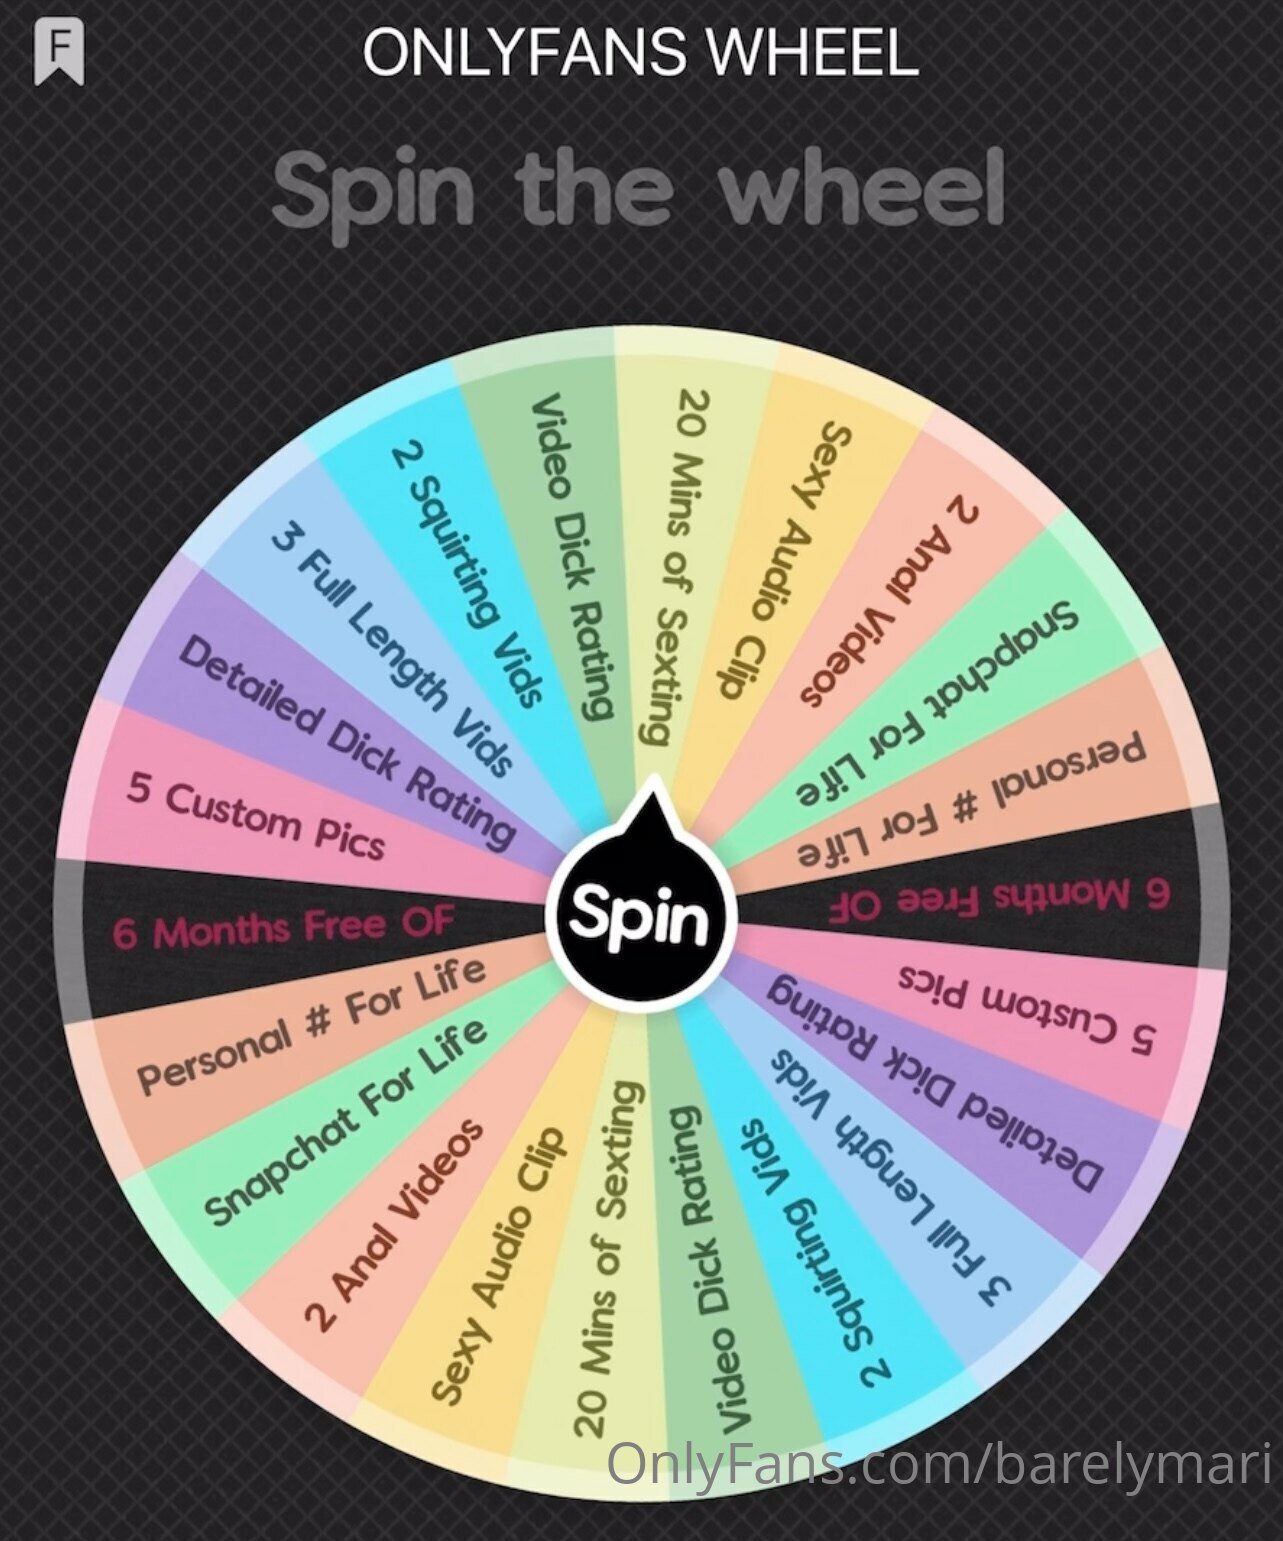 F
ONLYFANS WHEEL
Spin the wheel
20 Mins of Sexting
Sexy Audio Clip
2 Anal Videos
Snapchat For Life
Personal # For Life
6 Months Free OF
5 Custom Pics
Detailed Dick Rating
3 Full Length Vids
2 Squirting Vids
Video Dick Rating
20 Mins of Sexting
Sexy Audio Clip
2 Anal Videos
Snapchat For Life
Personal # For Life
6 Months Free OF
5 Custom Pics
Detailed Dick Rating
3 Full Length Vids
2 Squirting Vids
Video Dick Rating
Spin
OnlyFans.com/barelymari